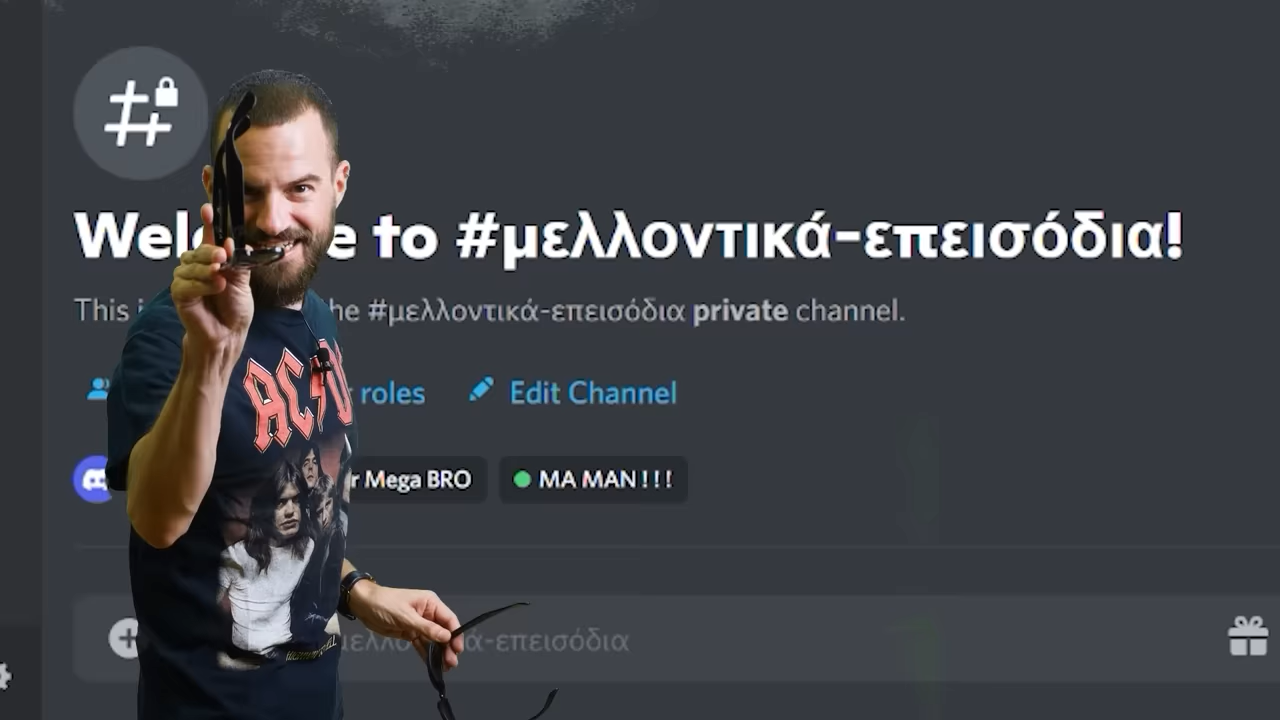 Wel e to #μελλοντικά-επεισόδια!
This i he #μελλοντικά-επεισόδια private channel.
roles Edit Channel
AC/D
r Mega BRO MA MAN ! ! !
μελλο ά-επεισόδια